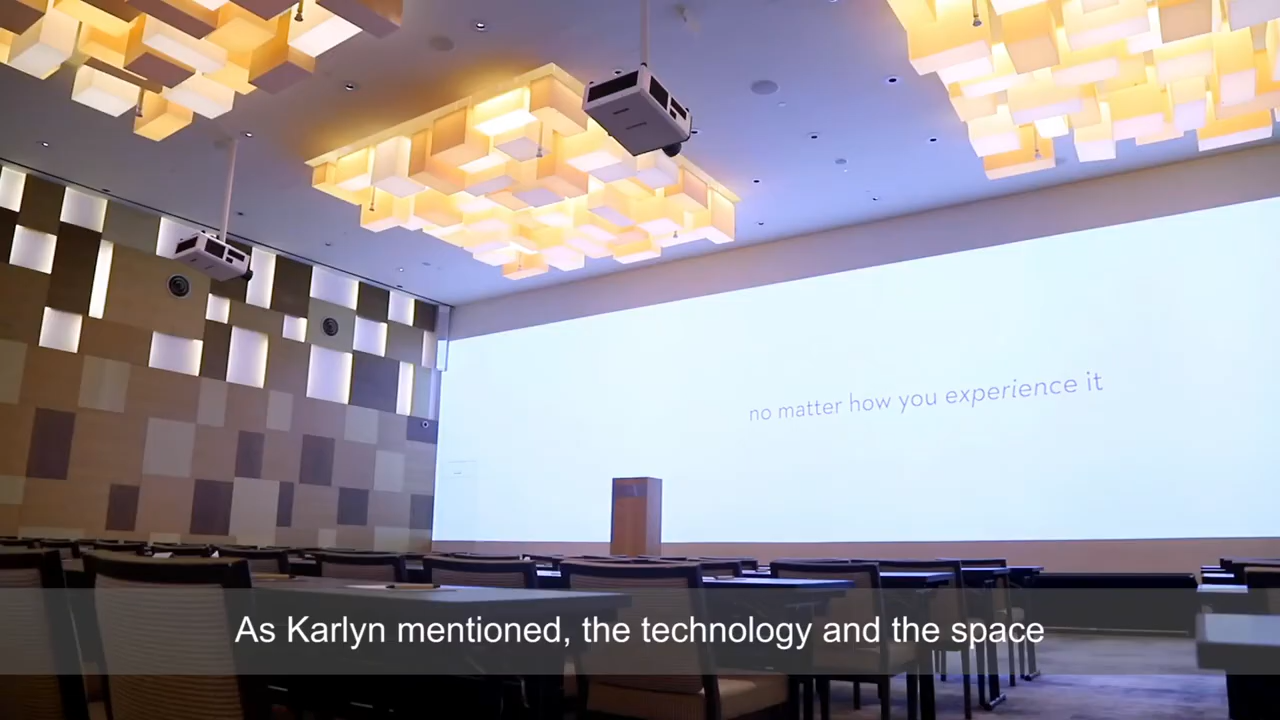 no matter how you experience it
As Karlyn mentioned, the technology and the space